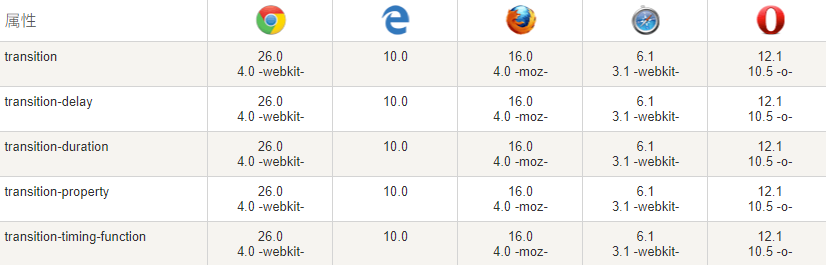 属性
transition 26.0 10.0 16.0 6.1 12.1
4.0 -webkit- 4.0 -moz- 3.1 -webkit- 10.5 -o-
transition-delay 26.0 10.0 16.0 6.1 12.1
4.0 -webkit- 4.0 -moz- 3.1 -webkit- 10.5 -o-
transition-duration 26.0 10.0 16.0 6.1 12.1
4.0 -webkit- 4.0 -moz- 3.1 -webkit- 10.5 -o-
transition-property 26.0 10.0 16.0 6.1 12.1
4.0 -webkit- 4.0 -moz- 3.1 -webkit- 10.5 -o-
transition-timing-function 26.0 10.0 16.0 6.1 12.1
4.0 -webkit- 4.0 -moz- 3.1 -webkit- 10.5 -o-